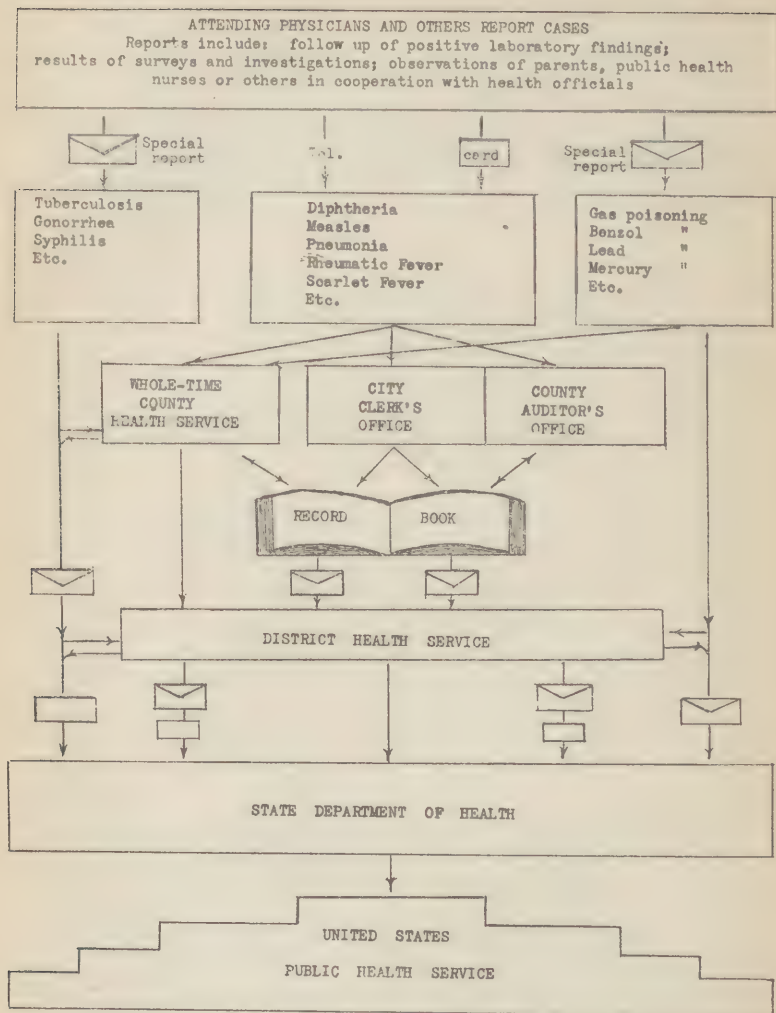 ATTENDING PHYSICIANS AND OTHERS REPORT CASES
Reports include: follow up of positive laboratory findings;
results of surveys and investigations; observations of parents, public health
nurses or others in cooperation with health officials
Special
report
Tel.
card
Special
report
Tuberculosis
Gonorrhea
Syphilis
Etc.
Diphtheria
Measles
Pneumonia
Rheumatic Fever
Scarlet Fever
Etc.
Gas poisoning
Benzol "
Lead "
Mercury "
Etc.
WHOLE-TIME
COUNTY
HEALTH SERVICE
CITY
CLERK'S
OFFICE
COUNTY
AUDITOR'S
OFFICE
RECORD BOOK
DISTRICT HEALTH SERVICE
STATE DEPARTMENT OF HEALTH
UNITED STATES
PUBLIC HEALTH SERVICE